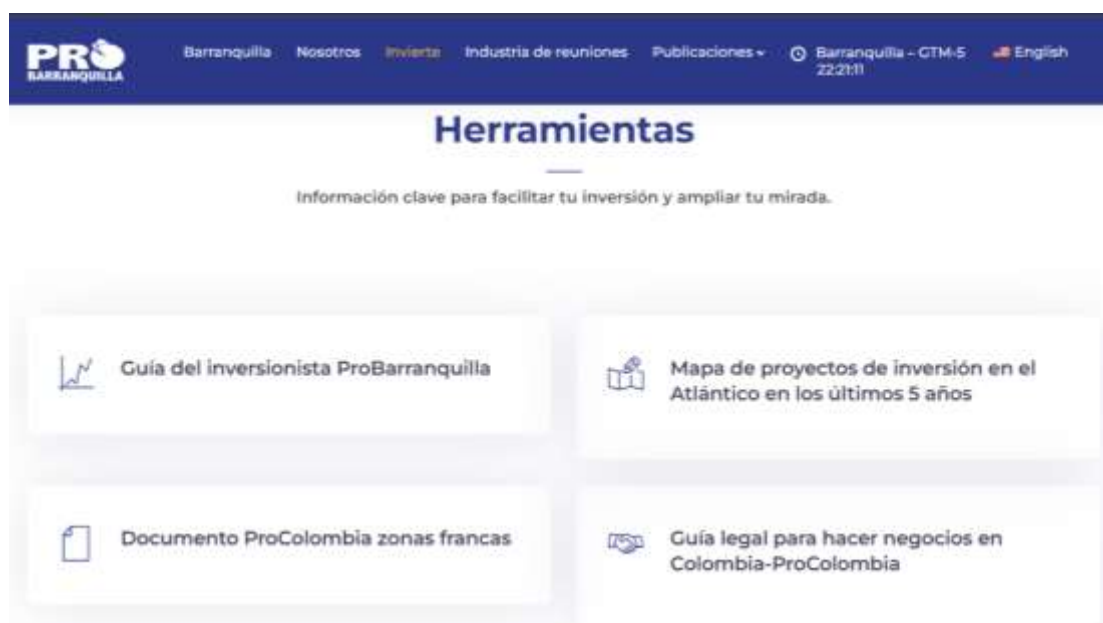 PRO
BARRANQUILLA
Barranquilla Nosotros Invierte Industria de reuniones Publicaciones Barranquilla - GTM-5 English
22:21:11
Herramientas
Información clave para facilitar tu inversión y ampliar tu mirada.
Guía del inversionista ProBarranquilla
Mapa de proyectos de inversión en el
Atlántico en los últimos 5 años
Documento ProColombia zonas francas
Guía legal para hacer negocios en
Colombia-ProColombia